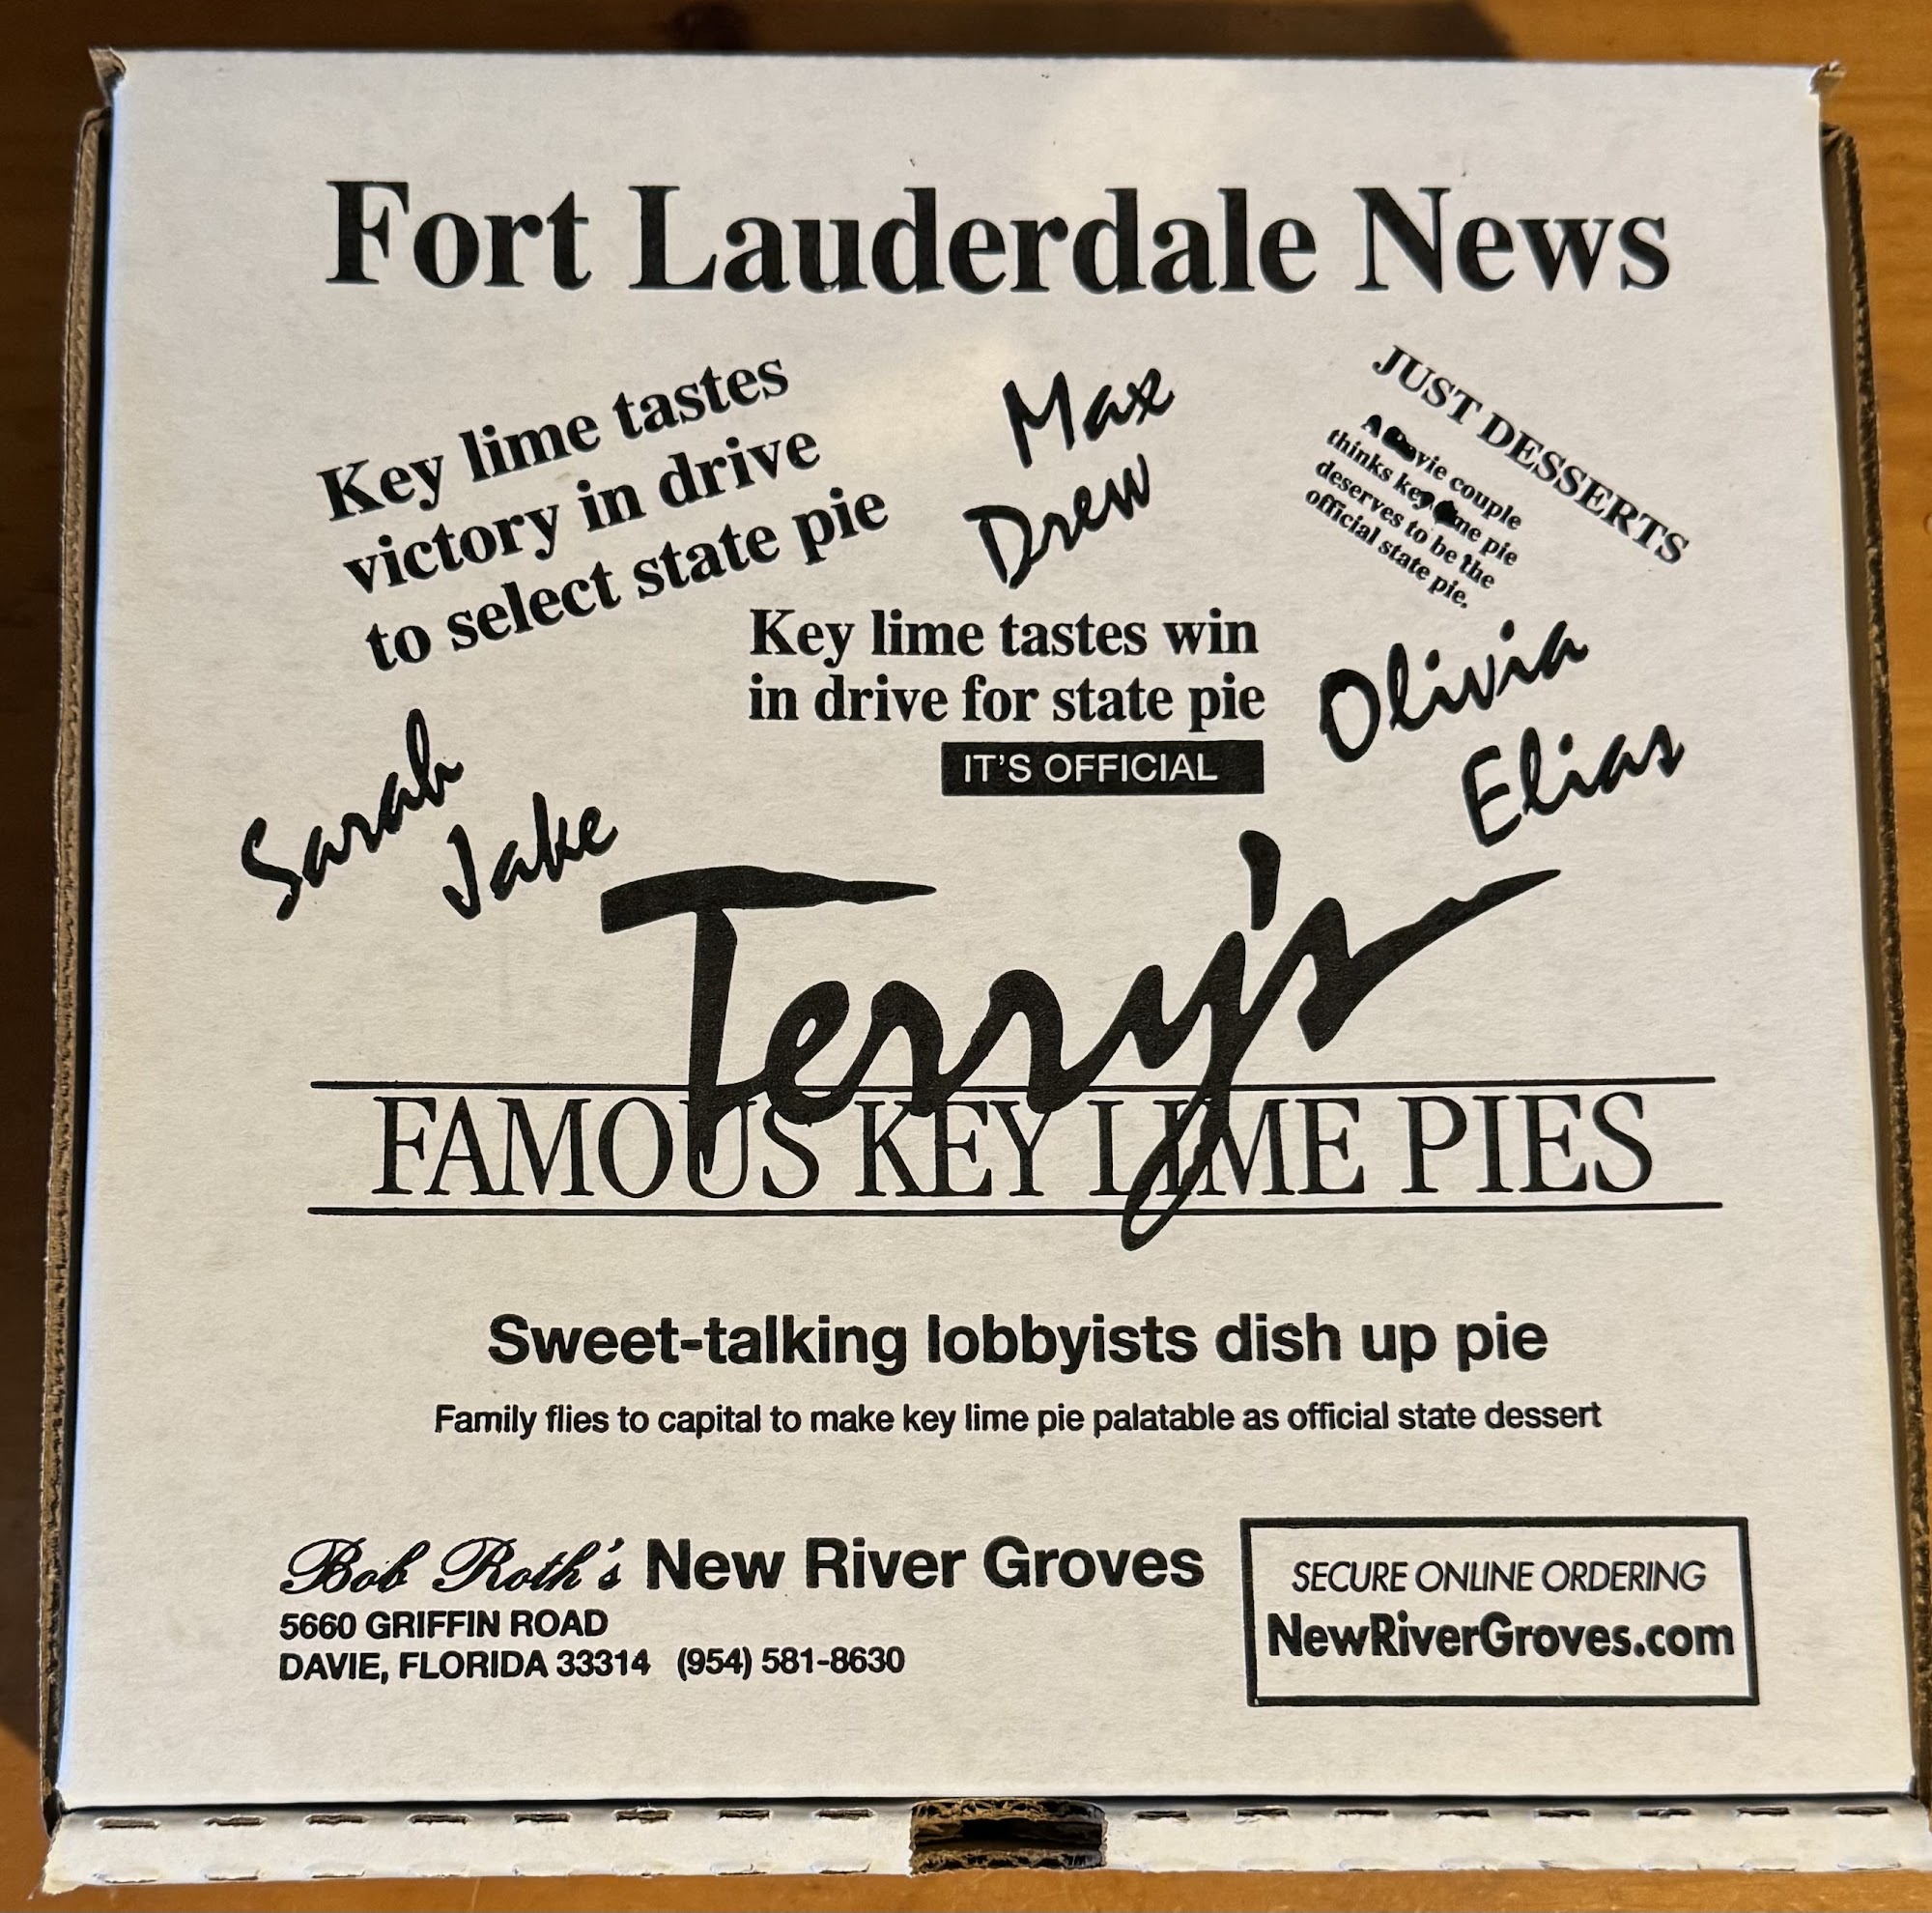 Fort Lauderdale News
Key lime tastes
victory in drive
to select state pie
Max
Drew
JUST DESSERTS
A couple
thinks pie
deserves to be the
official state pie.
Key lime tastes win
in drive for state pie
IT'S OFFICIAL
Olivia
Elias
Sarah
Jake
Terry's
FAMOUS KEY LIME PIES
Sweet-talking lobbyists dish up pie
Family flies to capital to make key lime pie palatable as official state dessert
Bob Roth's New River Groves
5660 GRIFFIN ROAD
DAVIE, FLORIDA 33314 (954) 581-8630
SECURE ONLINE ORDERING
NewRiverGroves.com